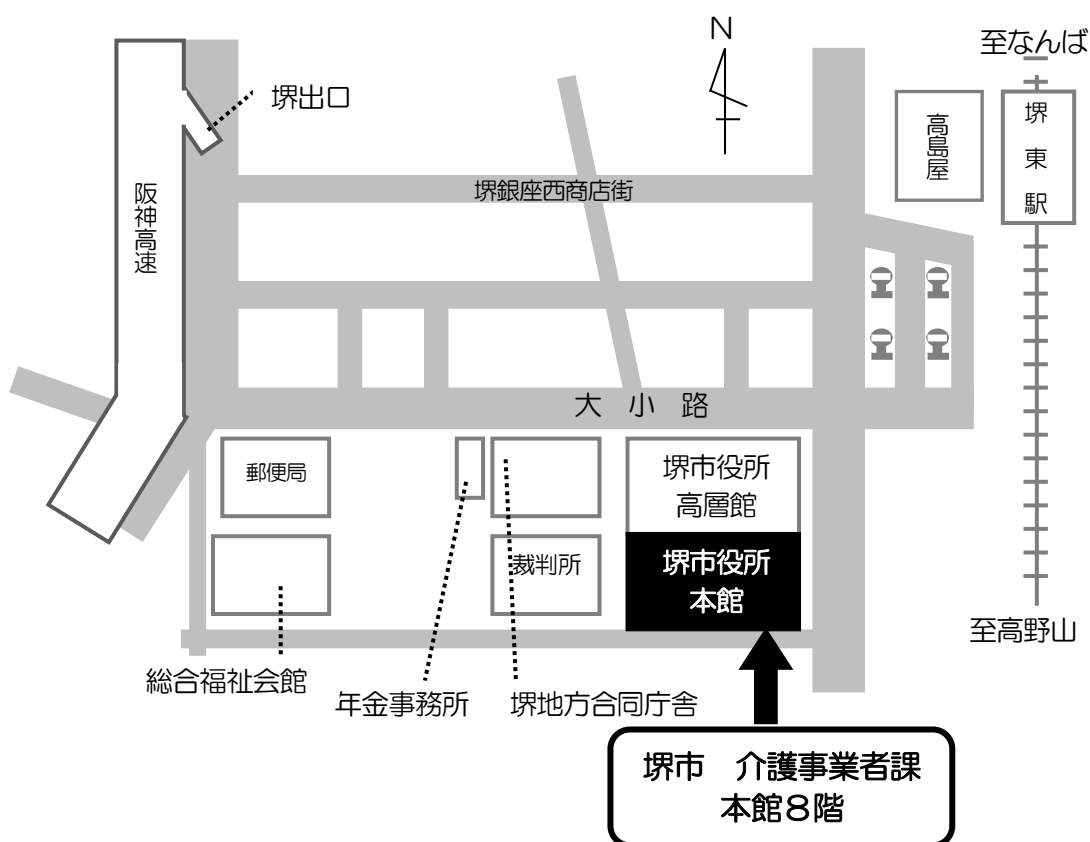 N
至なんば
堺出口
高島屋
堺東駅
阪神高速
堺銀座西商店街
大小路
郵便局
堺市役所
高層館
裁判所
堺市役所
本館
至高野山
総合福祉会館
年金事務所
堺地方合同庁舎
堺市　介護事業者課
本館８階